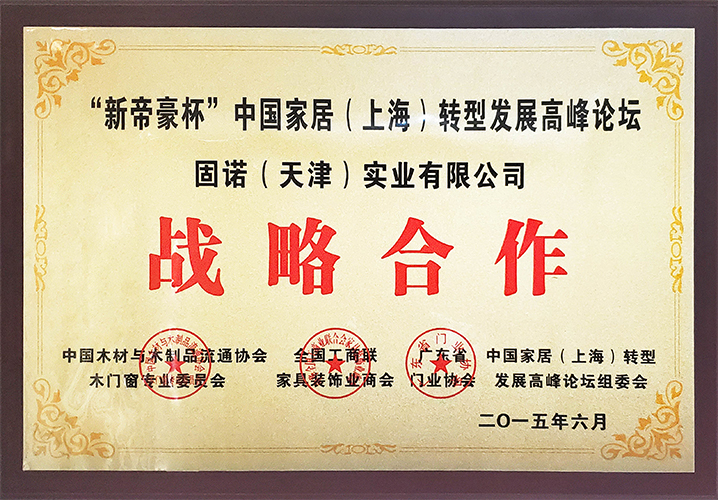 “新帝豪杯”中国家居（上海）转型发展高峰论坛
固诺（天津）实业有限公司
战略合作
中国木材与木制品流通协会 全国工商联 广东省 中国家居（上海）转型
木门窗专业委员会 家具装饰业商会 门业协会 发展高峰论坛组委会
二〇一五年六月